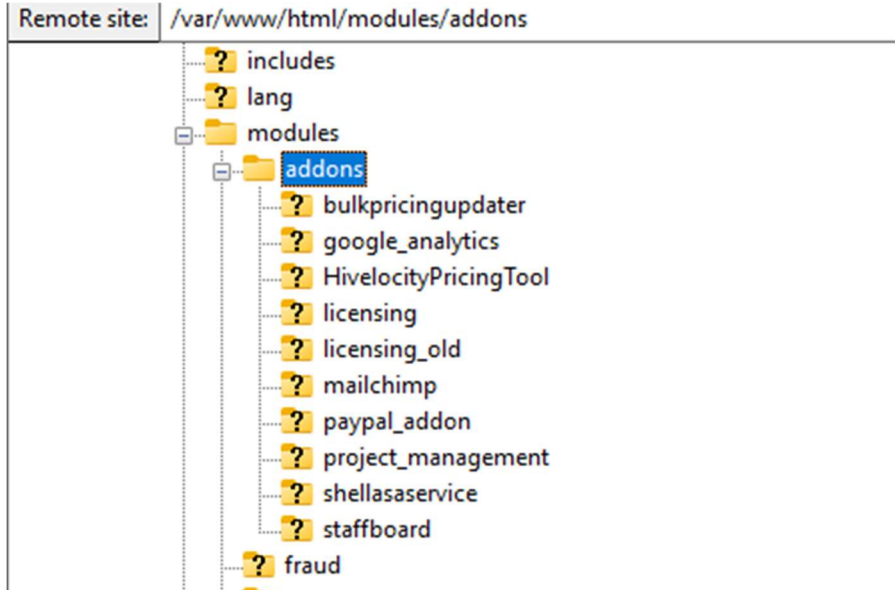 Remote site: /var/www/html/modules/addons
includes
lang
modules
addons
bulkpricingupdater
google_analytics
HivelocityPricingTool
licensing
licensing_old
mailchimp
paypal_addon
project_management
shellasaservice
staffboard
fraud